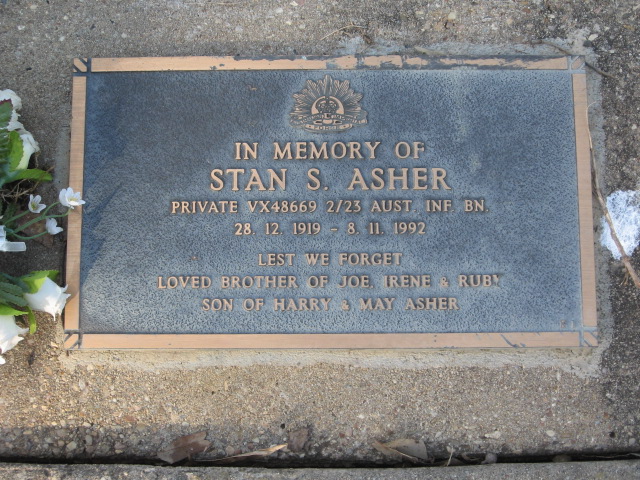 IN MEMORY OF
STAN S. ASHER
PRIVATE VX48669 2/23 AUST. INF. BN.
28. 12. 1919 - 8. 11. 1992
LEST WE FORGET
LOVED BROTHER OF JOE, IRENE & RUBY
SON OF HARRY & MAY ASHER